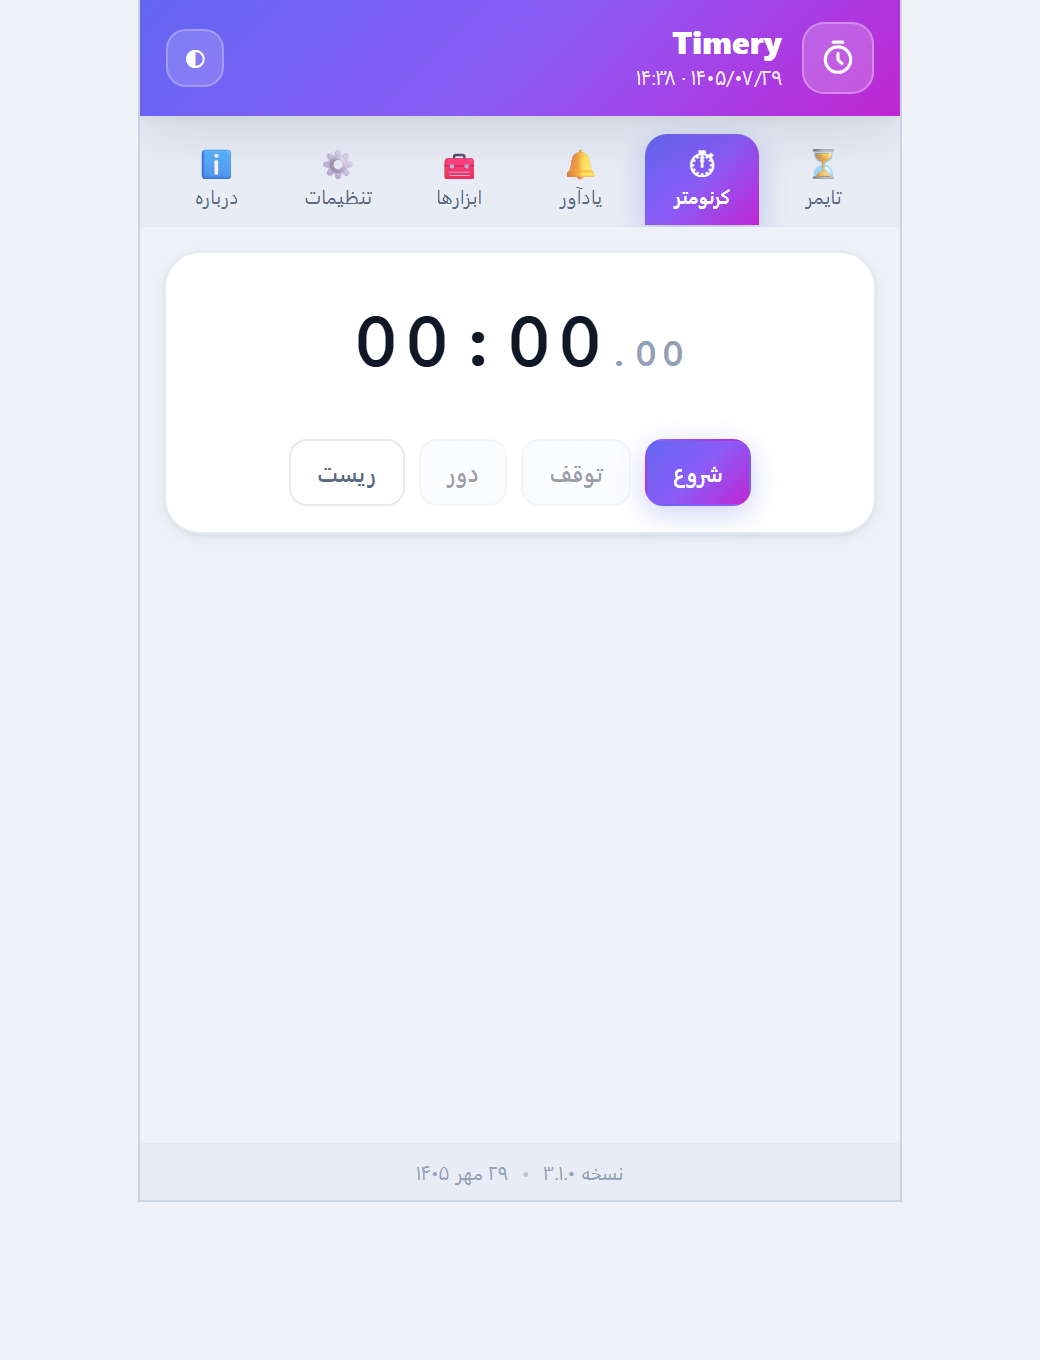 Timery
۱۴۰۵/۰۷/۲۹ · ۱۴:۳۸
تایمر
کرنومتر
یادآور
ابزارها
تنظیمات
درباره
00:00.00
شروع
توقف
دور
ریست
نسخه ۳.۱.۰ • ۲۹ مهر ۱۴۰۵